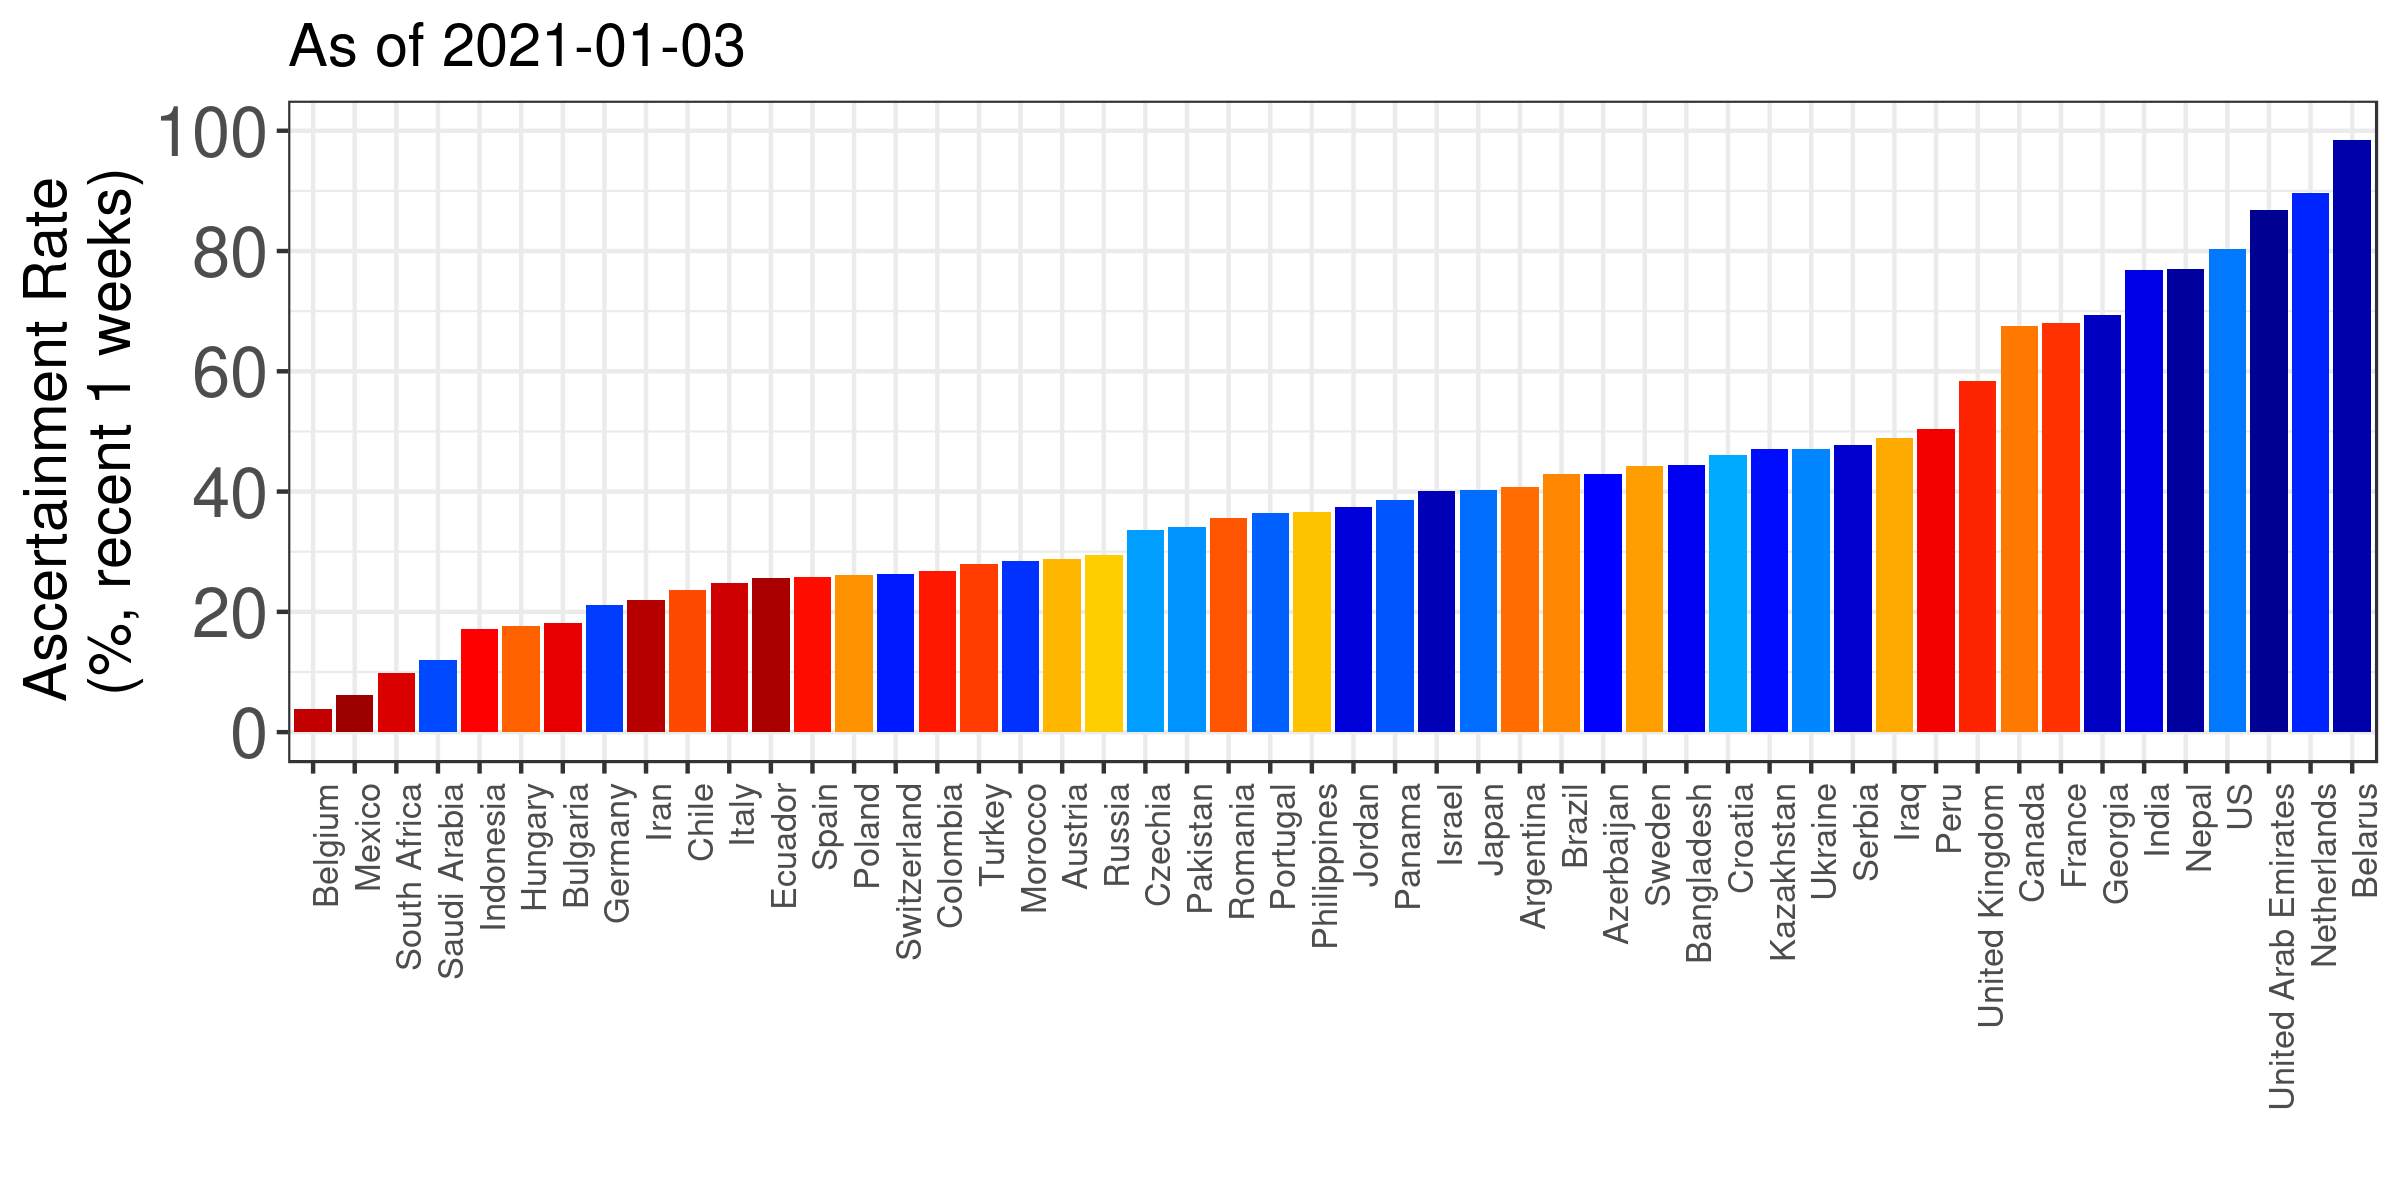 As of 2021-01-03
Ascertainment Rate
(%, recent 1 weeks)
100
80
60
40
20
0
Belgium
Mexico
South Africa
Saudi Arabia
Indonesia
Hungary
Bulgaria
Germany
Iran
Chile
Italy
Ecuador
Spain
Poland
Switzerland
Colombia
Turkey
Morocco
Austria
Russia
Czechia
Pakistan
Romania
Portugal
Philippines
Jordan
Panama
Israel
Japan
Argentina
Brazil
Azerbaijan
Sweden
Bangladesh
Croatia
Kazakhstan
Ukraine
Serbia
Iraq
Peru
United Kingdom
Canada
France
Georgia
India
Nepal
US
United Arab Emirates
Netherlands
Belarus